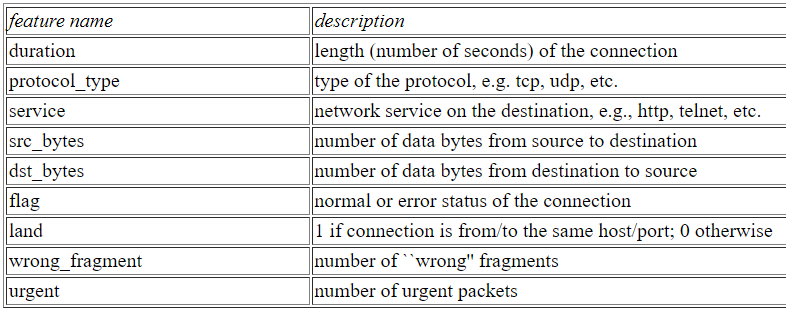 feature name description
duration length (number of seconds) of the connection
protocol_type type of the protocol, e.g. tcp, udp, etc.
service network service on the destination, e.g., http, telnet, etc.
src_bytes number of data bytes from source to destination
dst_bytes number of data bytes from destination to source
flag normal or error status of the connection
land 1 if connection is from/to the same host/port; 0 otherwise
wrong_fragment number of ``wrong'' fragments
urgent number of urgent packets